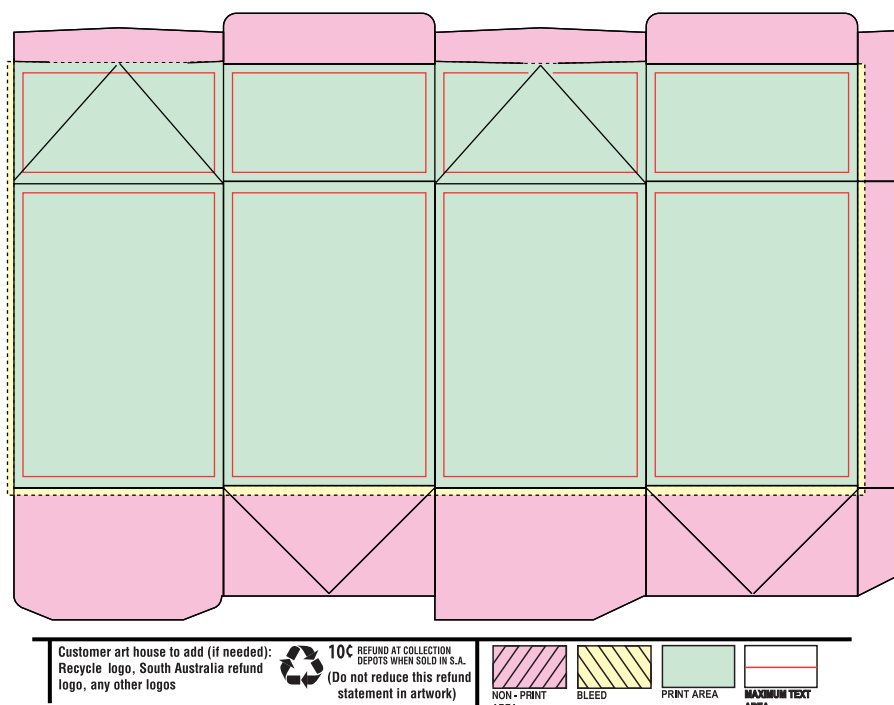 Customer art house to add (if needed):
Recycle logo, South Australia refund
logo, any other logos
10¢ REFUND AT COLLECTION
DEPOTS WHEN SOLD IN S.A.
(Do not reduce this refund
statement in artwork)
NON - PRINT
AREA
BLEED
PRINT AREA
MAXIMUM TEXT
AREA